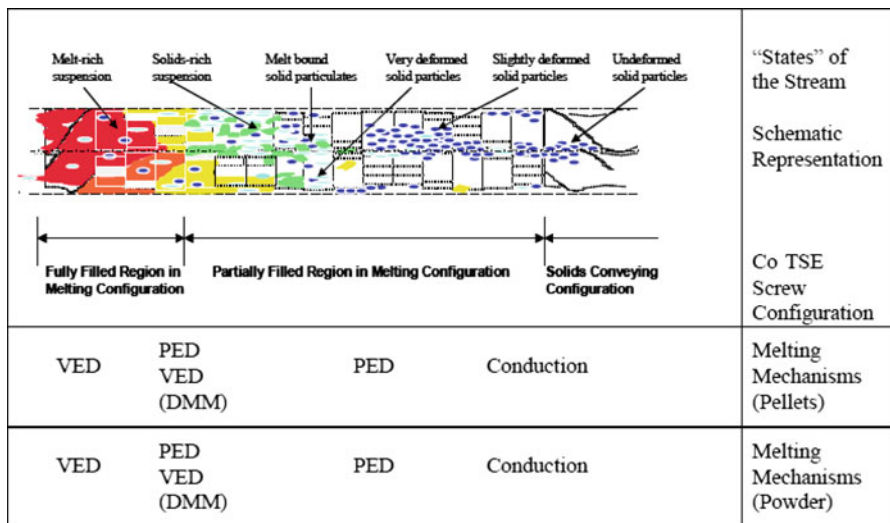 Melt-rich suspension
Solids-rich suspension
Melt bound solid particulates
Very deformed solid particles
Slightly deformed solid particles
Undeformed solid particles
“States” of the Stream
Schematic Representation
Fully Filled Region in Melting Configuration
Partially Filled Region in Melting Configuration
Solids Conveying Configuration
Co TSE Screw Configuration
VED
PED
VED
(DMM)
PED
Conduction
Melting
Mechanisms
(Pellets)
VED
PED
VED
(DMM)
PED
Conduction
Melting
Mechanisms
(Powder)